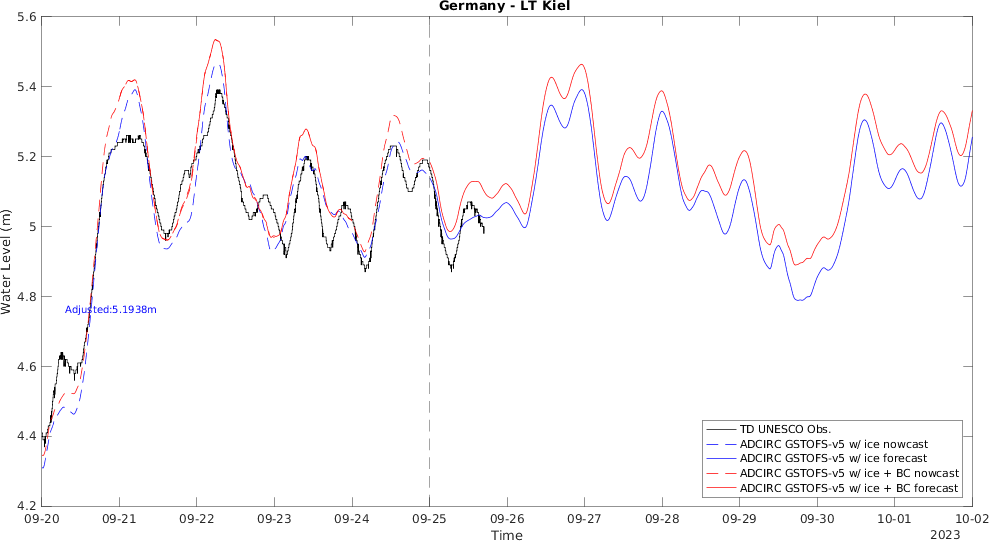 Germany - LT Kiel
5.6
5.4
5.2
5
4.8
4.6
4.4
4.2
Water Level (m)
Adjusted:5.1938m
TD UNESCO Obs.
ADCIRC GSTOFS-v5 w/ ice nowcast
ADCIRC GSTOFS-v5 w/ ice forecast
ADCIRC GSTOFS-v5 w/ ice + BC nowcast
ADCIRC GSTOFS-v5 w/ ice + BC forecast
09-20 09-21 09-22 09-23 09-24 09-25 09-26 09-27 09-28 09-29 09-30 10-01 10-02
Time
2023